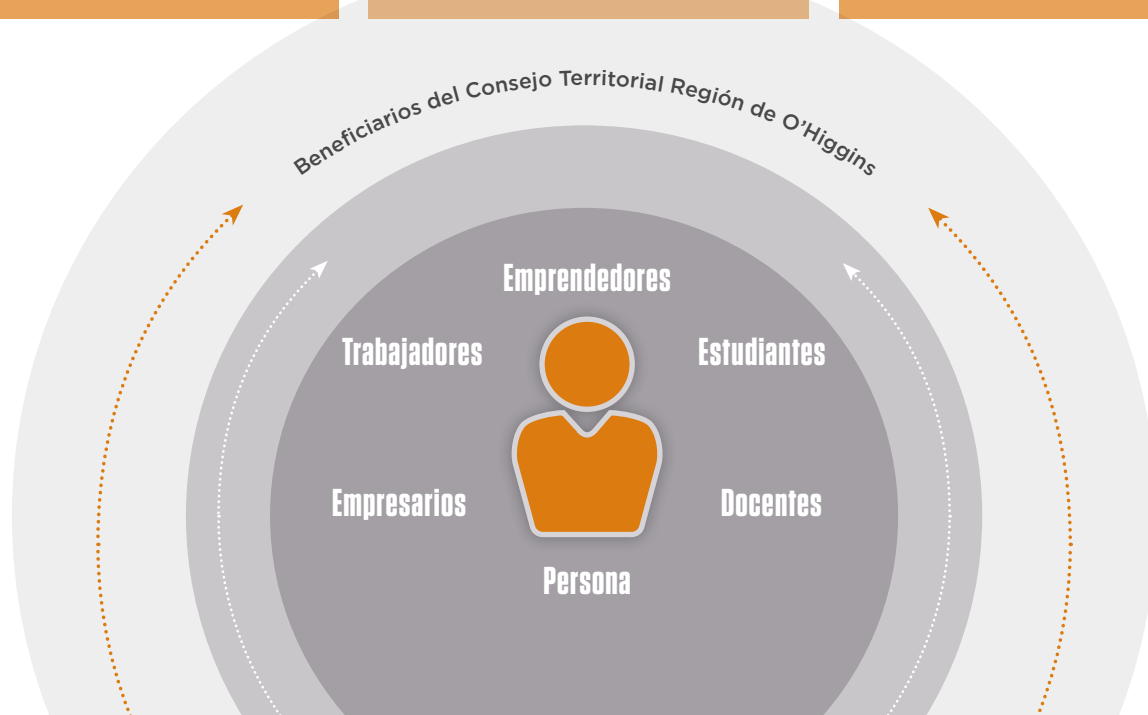 Beneficiarios del Consejo Territorial Región de O’Higgins
Emprendedores
Trabajadores
Estudiantes
Empresarios
Docentes
Persona